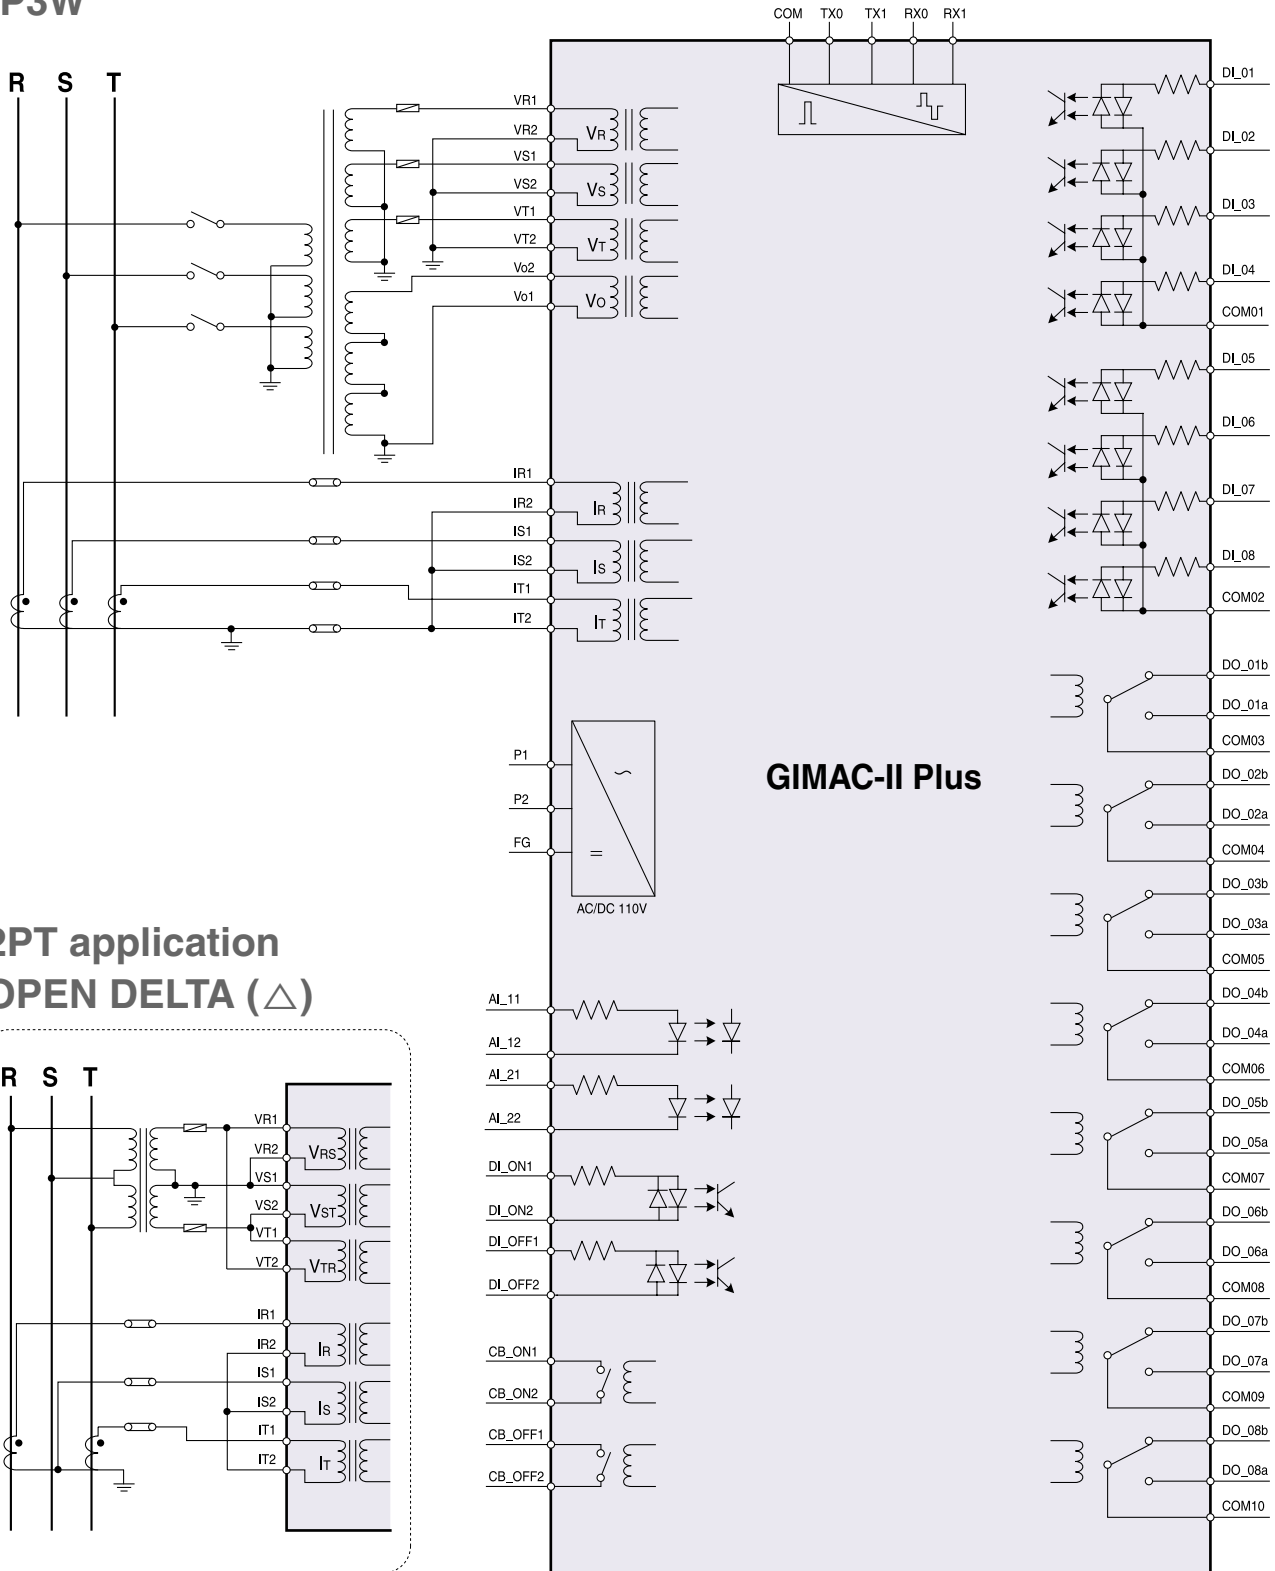 P3W
COM TX0 TX1 RX0 RX1
R S T
VR1
VR2
VS1
VS2
VT1
VT2
Vo2
Vo1
VR
VS
VT
VO
IR1
IR2
IS1
IS2
IT1
IT2
IR
IS
IT
P1
P2
FG
AC/DC 110V
GIMAC-II Plus
AI_11
AI_12
AI_21
AI_22
DI_ON1
DI_ON2
DI_OFF1
DI_OFF2
CB_ON1
CB_ON2
CB_OFF1
CB_OFF2
DI_01
DI_02
DI_03
DI_04
COM01
DI_05
DI_06
DI_07
DI_08
COM02
DO_01b
DO_01a
COM03
DO_02b
DO_02a
COM04
DO_03b
DO_03a
COM05
DO_04b
DO_04a
COM06
DO_05b
DO_05a
COM07
DO_06b
DO_06a
COM08
DO_07b
DO_07a
COM09
DO_08b
DO_08a
COM10
2PT application
OPEN DELTA (△)
R S T
VR1
VR2
VS1
VS2
VT1
VT2
VRS
VST
VTR
IR1
IR2
IS1
IS2
IT1
IT2
IR
IS
IT